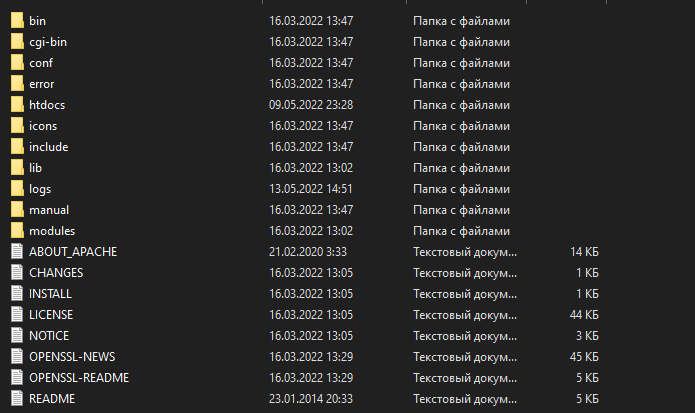 bin 16.03.2022 13:47 Папка с файлами
cgi-bin 16.03.2022 13:47 Папка с файлами
conf 16.03.2022 13:47 Папка с файлами
error 16.03.2022 13:47 Папка с файлами
htdocs 09.05.2022 23:28 Папка с файлами
icons 16.03.2022 13:47 Папка с файлами
include 16.03.2022 13:47 Папка с файлами
lib 16.03.2022 13:02 Папка с файлами
logs 13.05.2022 14:51 Папка с файлами
manual 16.03.2022 13:47 Папка с файлами
modules 16.03.2022 13:02 Папка с файлами
ABOUT_APACHE 21.02.2020 3:33 Текстовый докум... 14 КБ
CHANGES 16.03.2022 13:05 Текстовый докум... 1 КБ
INSTALL 16.03.2022 13:05 Текстовый докум... 1 КБ
LICENSE 16.03.2022 13:05 Текстовый докум... 44 КБ
NOTICE 16.03.2022 13:05 Текстовый докум... 3 КБ
OPENSSL-NEWS 16.03.2022 13:29 Текстовый докум... 45 КБ
OPENSSL-README 16.03.2022 13:29 Текстовый докум... 5 КБ
README 23.01.2014 20:33 Текстовый докум... 5 КБ